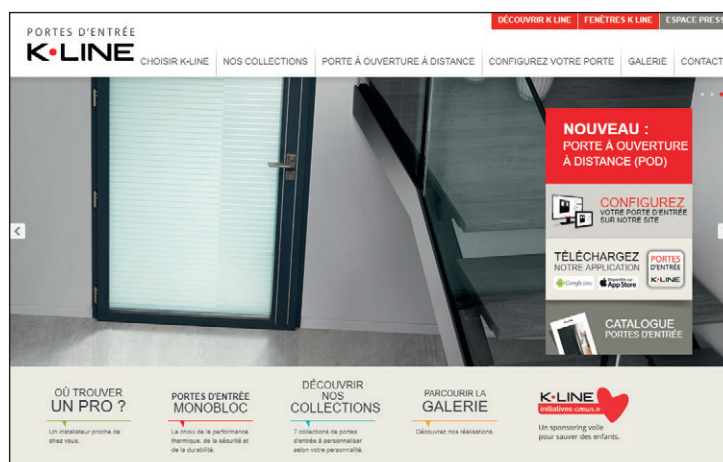 DÉCOUVRIR K LINE FENÊTRES K LINE ESPACE PRESS
PORTES D'ENTRÉE
K•LINE
CHOISIR K•LINE NOS COLLECTIONS PORTE À OUVERTURE À DISTANCE CONFIGUREZ VOTRE PORTE GALERIE CONTACT
NOUVEAU :
PORTE À OUVERTURE
À DISTANCE (POD)
CONFIGUREZ
VOTRE PORTE D'ENTRÉE
SUR NOTRE SITE
TÉLÉCHARGEZ
NOTRE APPLICATION
Google play
Disponible sur
App Store
PORTES
D'ENTRÉE
K•LINE
CATALOGUE
PORTES D'ENTRÉE
OÙ TROUVER
UN PRO ?
Un installateur proche de
chez vous.
PORTES D'ENTRÉE
MONOBLOC
Le choix de la performance
thermique, de la sécurité et
de la durabilité.
DÉCOUVRIR
NOS
COLLECTIONS
7 collections de portes
d'entrée à personnaliser
selon votre personnalité.
PARCOURIR LA
GALERIE
Découvrez nos réalisations.
K•LINE
initiatives-cœur.fr
Un sponsoring voile
pour sauver des enfants.